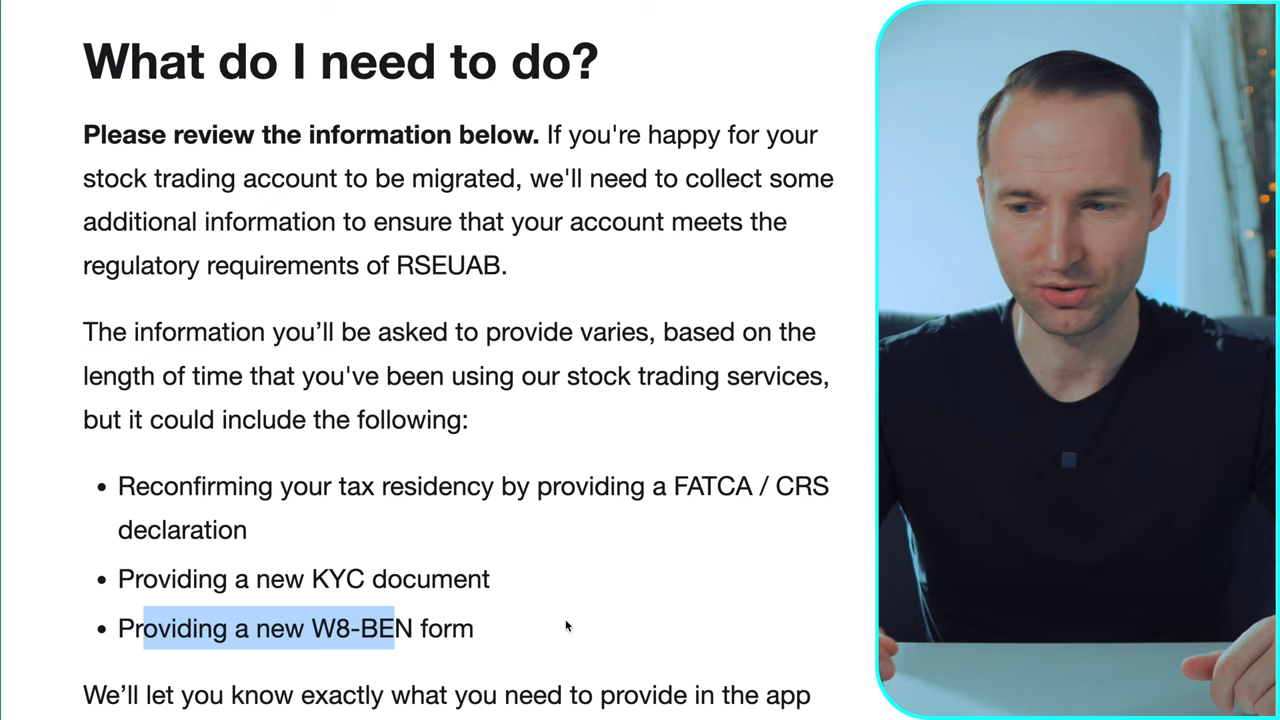 What do I need to do?
Please review the information below. If you're happy for your
stock trading account to be migrated, we'll need to collect some
additional information to ensure that your account meets the
regulatory requirements of RSEUAB.
The information you’ll be asked to provide varies, based on the
length of time that you've been using our stock trading services,
but it could include the following:
• Reconfirming your tax residency by providing a FATCA / CRS
declaration
• Providing a new KYC document
• Providing a new W8-BEN form
We’ll let you know exactly what you need to provide in the app